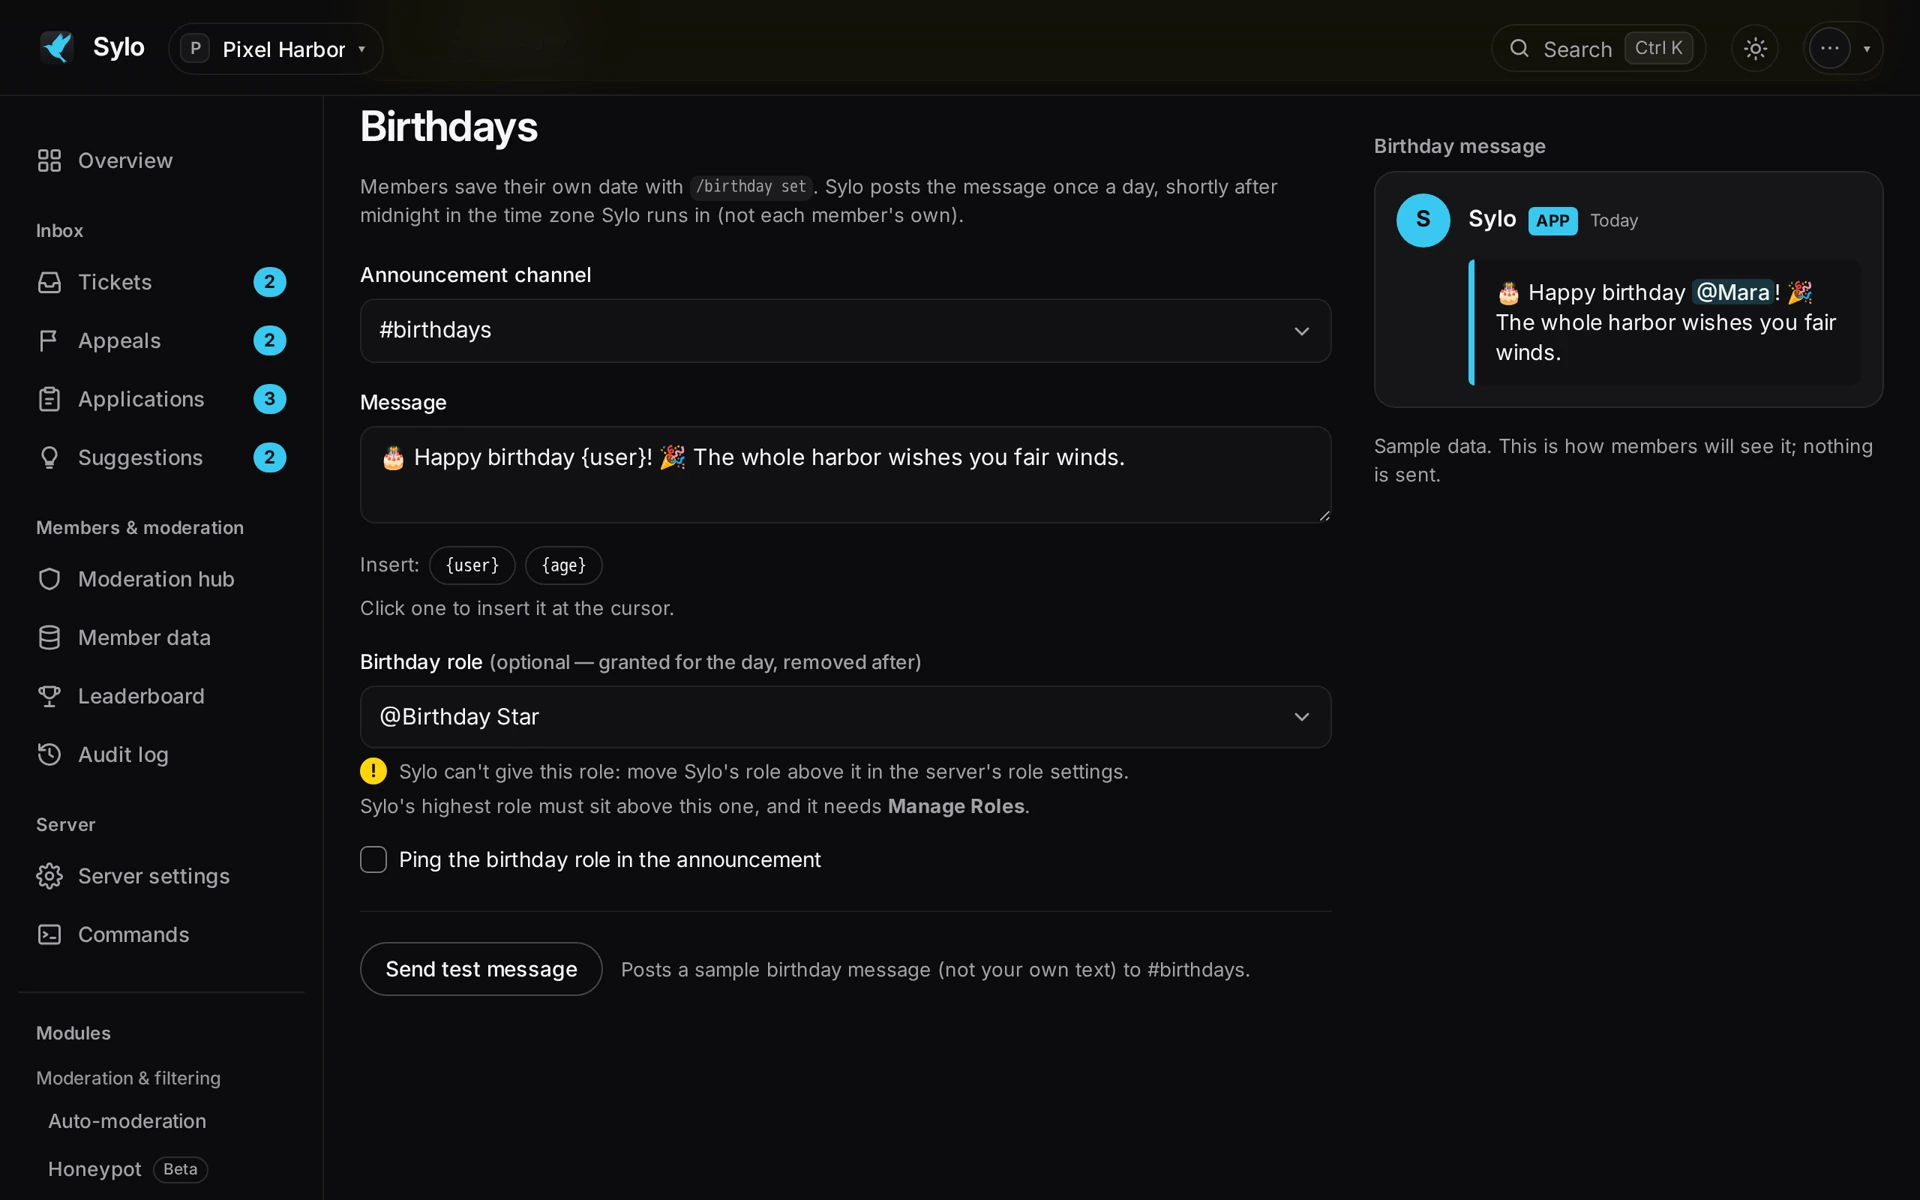 Sylo
P Pixel Harbor ▾
Search Ctrl K
Overview
Inbox
Tickets 2
Appeals 2
Applications 3
Suggestions 2
Members & moderation
Moderation hub
Member data
Leaderboard
Audit log
Server
Server settings
Commands
Modules
Moderation & filtering
Auto-moderation
Honeypot Beta
Birthdays
Members save their own date with /birthday set. Sylo posts the message once a day, shortly after
midnight in the time zone Sylo runs in (not each member's own).
Announcement channel
#birthdays
Message
🎂 Happy birthday {user}! 🎉 The whole harbor wishes you fair winds.
Insert: {user} {age}
Click one to insert it at the cursor.
Birthday role (optional — granted for the day, removed after)
@Birthday Star
! Sylo can't give this role: move Sylo's role above it in the server's role settings.
Sylo's highest role must sit above this one, and it needs Manage Roles.
Ping the birthday role in the announcement
Send test message Posts a sample birthday message (not your own text) to #birthdays.
Birthday message
S Sylo APP Today
🎂 Happy birthday @Mara! 🎉
The whole harbor wishes you fair
winds.
Sample data. This is how members will see it; nothing
is sent.